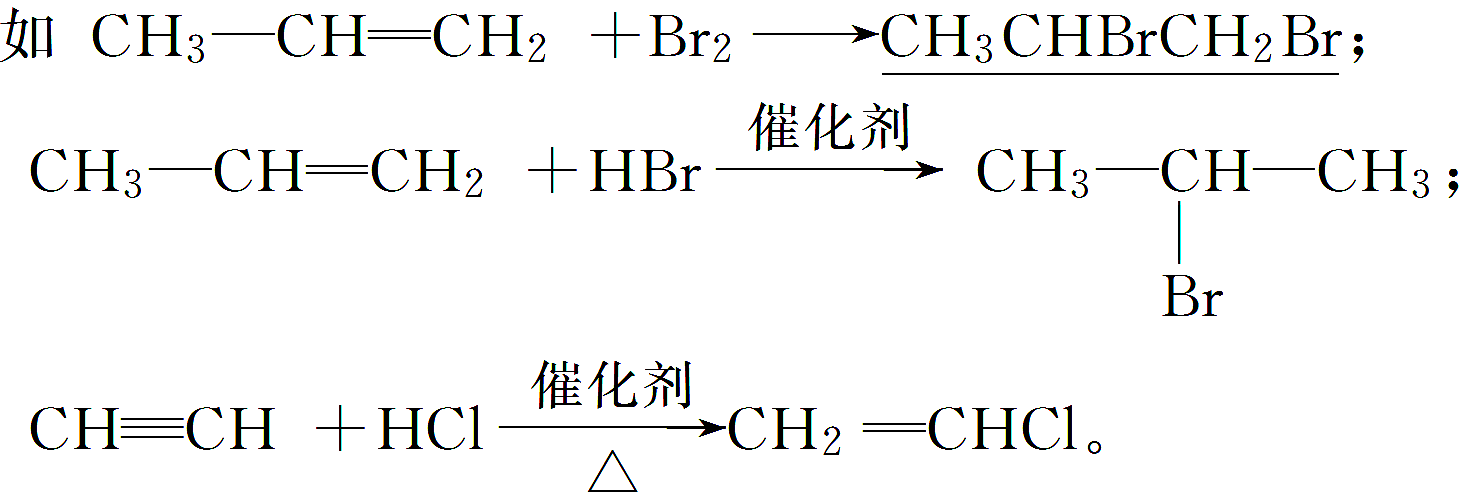 如 CH₃—CH═CH₂ +Br₂ ⟶CH₃CHBrCH₂Br;
催化剂
CH₃—CH═CH₂ +HBr ⟶ CH₃—CH—CH₃;
Br
催化剂
CH≡CH +HCl ⟶CH₂═CHCl。
△